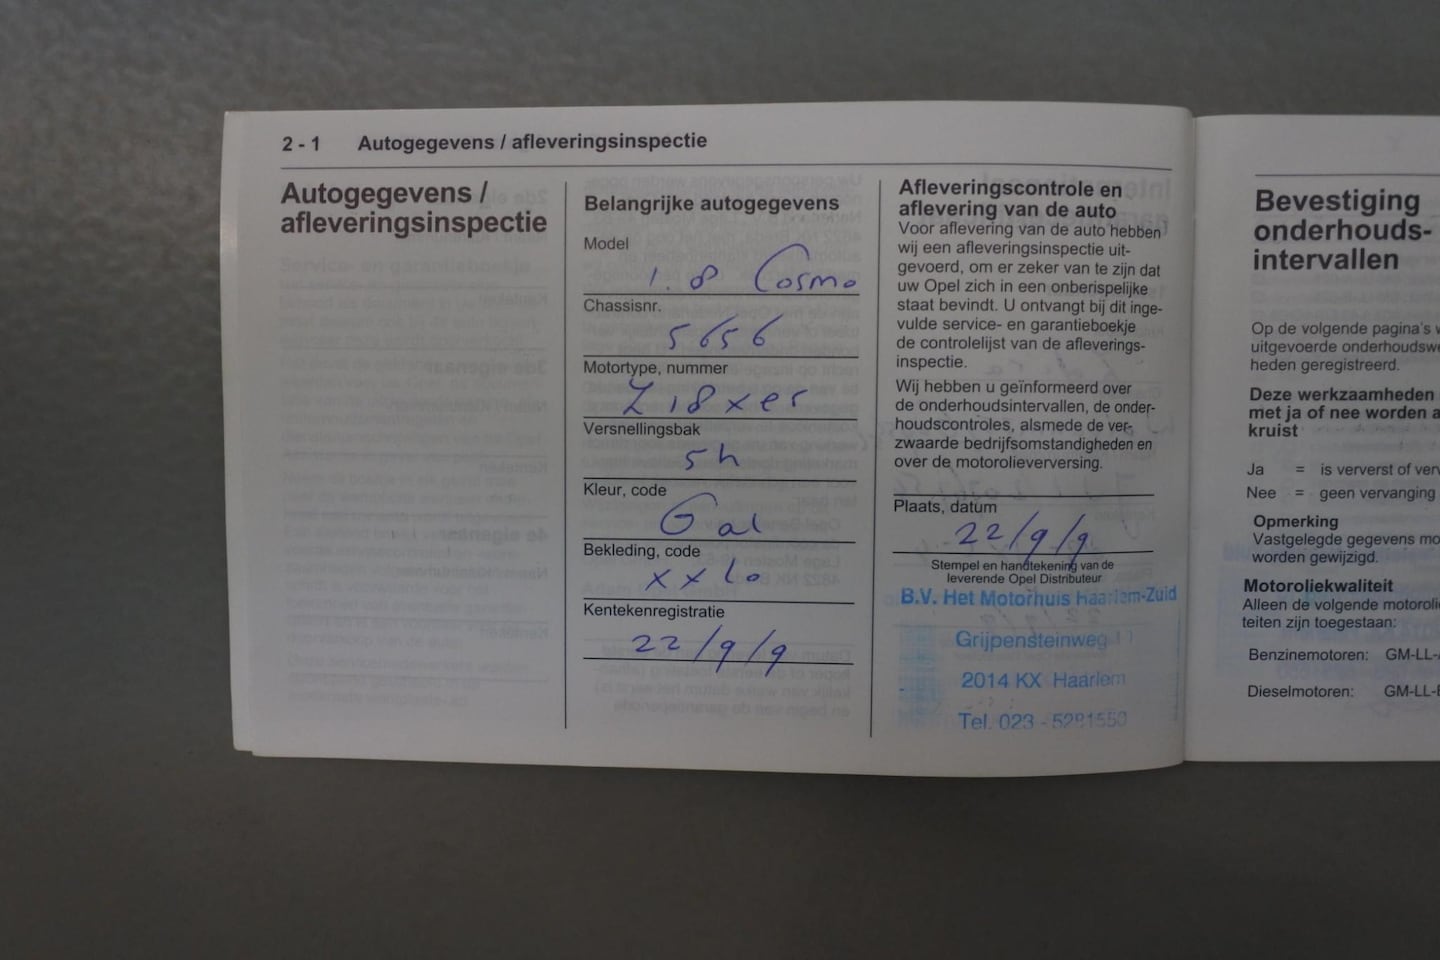 2 - 1 Autogegevens / afleveringsinspectie
Autogegevens /
afleveringsinspectie
Belangrijke autogegevens
Model
1.8 Cosmo
Chassisnr.
5656
Motortype, nummer
Z18xer
Versnellingsbak
5h
Kleur, code
Gal
Bekleding, code
Kentekenregistratie
22/9/9
Afleveringscontrole en
aflevering van de auto
Voor aflevering van de auto hebben
wij een afleveringsinspectie uit-
gevoerd, om er zeker van te zijn dat
uw Opel zich in een onberispelijke
staat bevindt. U ontvangt bij dit inge-
vulde service- en garantieboekje
de controlelijst van de afleverings-
inspectie.
Wij hebben u geïnformeerd over
de onderhoudsintervallen, de onder-
houdscontroles, alsmede de ver-
zwaarde bedrijfsomstandigheden en
over de motorolieverversing.
Plaats, datum
22/9/9
Stempel en handtekening van de
leverende Opel Distributeur
B.V. Het Motorhuis Haarlem-Zuid
Grijpensteinweg
2014 KX Haarlem
Tel. 023 - 5291550
Bevestiging
onderhouds-
intervallen
Op de volgende pagina's
uitgevoerde
heden geregistreerd.
Deze werkzaamheden
met ja of nee worden
kruist
Ja = is ververst of
Nee = geen vervanging
Opmerking
Vastgelegde gegevens
worden gewijzigd.
Motoroliekwaliteit
Alleen de volgende
teiten zijn toegestaan:
Benzinemotoren: GM-LL-
Dieselmotoren: GM-LL-